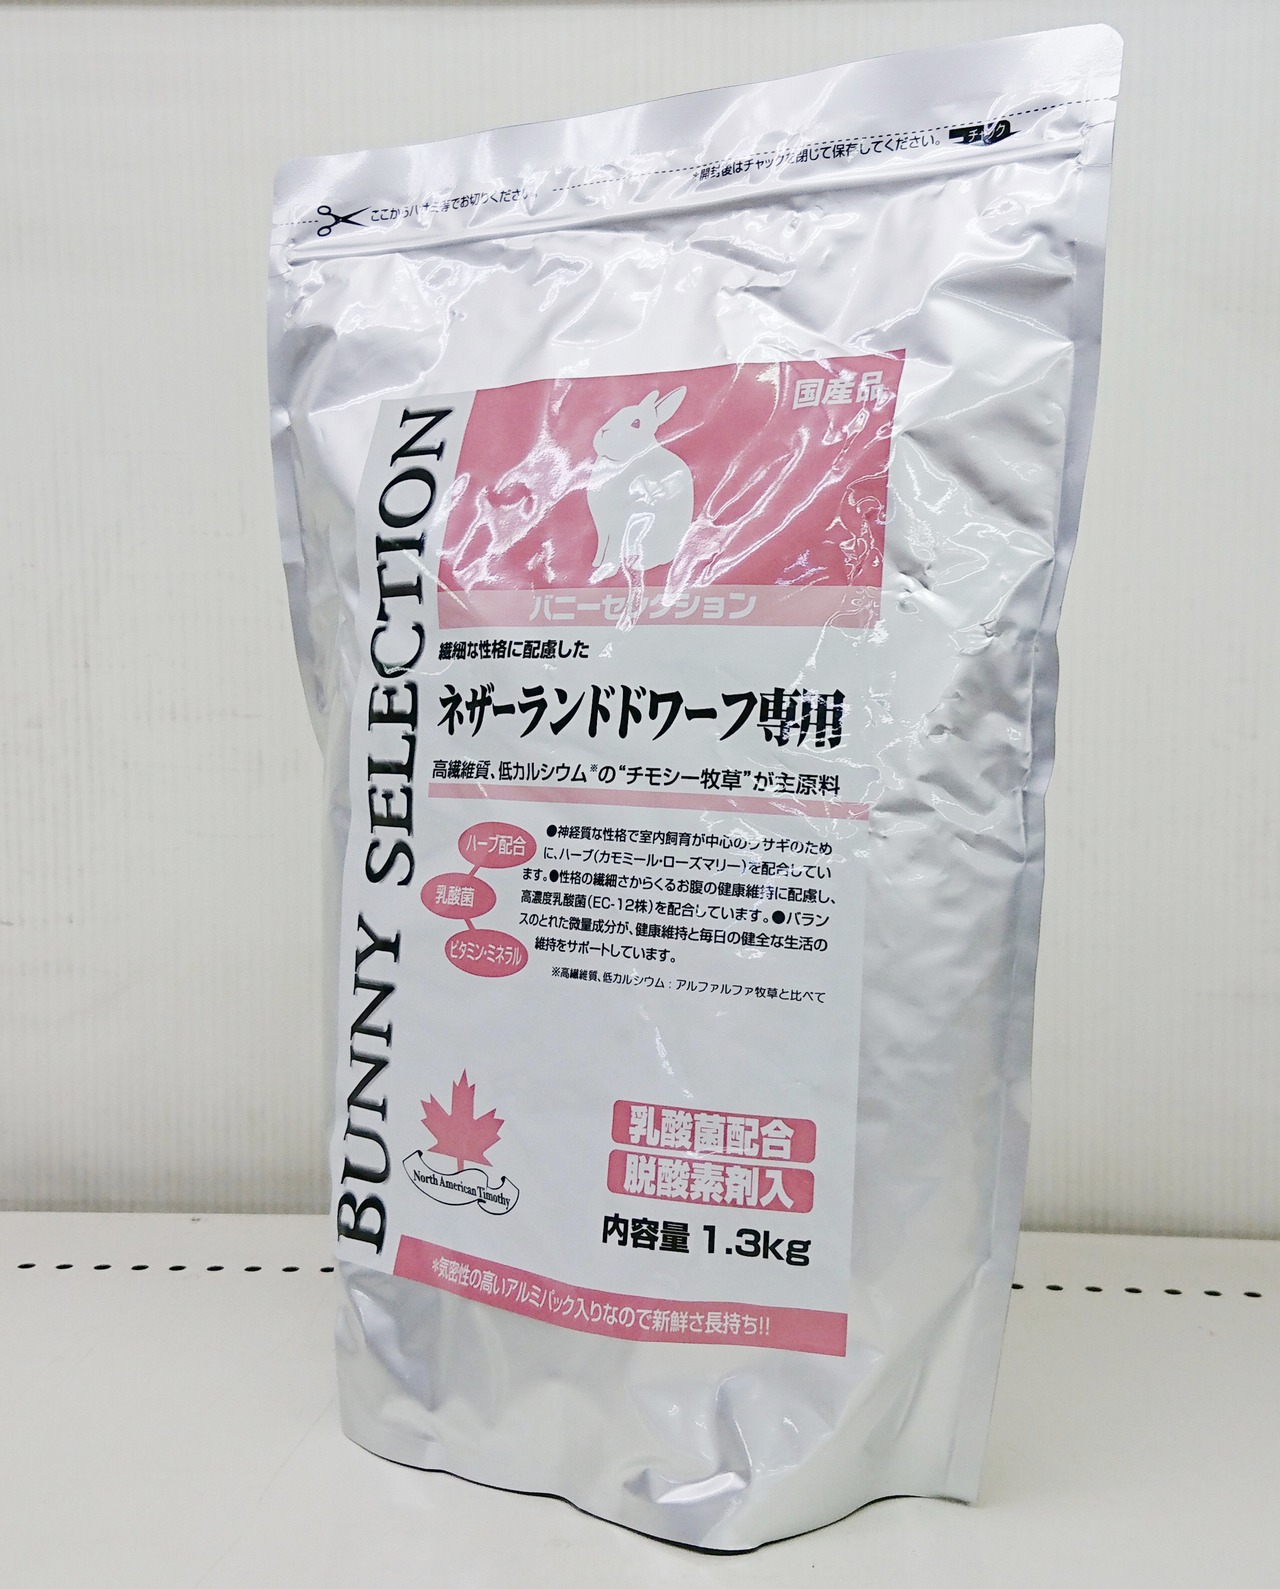 ここからハサミ等でお切りください
*開封後はチャックを閉じて保存してください。
チャック
国産品
BUNNY SELECTION
バニーセレクション
繊細な性格に配慮した
ネザーランドドワーフ専用
高繊維質、低カルシウム※の“チモシー牧草”が主原料
ハーブ配合
乳酸菌
ビタミン・ミネラル
●神経質な性格で室内飼育が中心のウサギのため
に、ハーブ(カモミール・ローズマリー)を配合してい
ます。●性格の繊細さからくるお腹の健康維持に配慮し、
高濃度乳酸菌(EC-12株)を配合しています。●バラン
スのとれた微量成分が、健康維持と毎日の健全な生活の
維持をサポートしています。
※高繊維質、低カルシウム:アルファルファ牧草と比べて
North American Timothy
乳酸菌配合
脱酸素剤入
内容量 1.3kg
*気密性の高いアルミパック入りなので新鮮さ長持ち!!